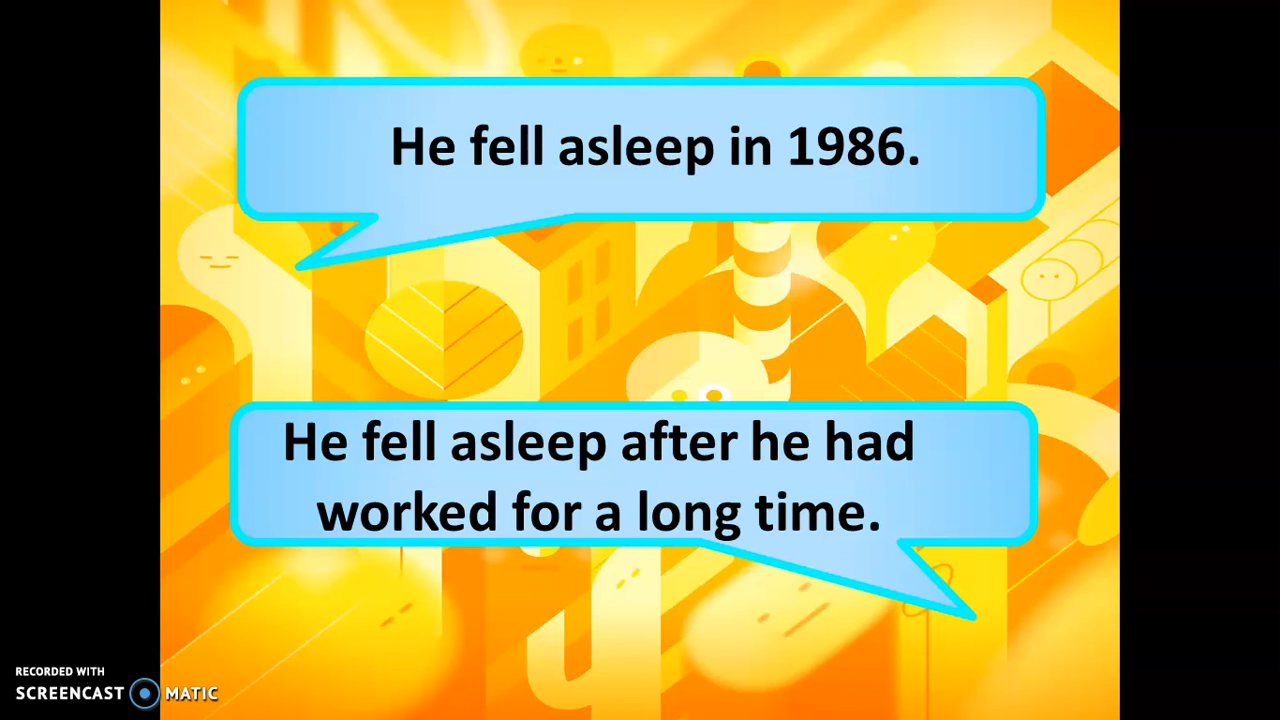 He fell asleep in 1986.
He fell asleep after he had
worked for a long time.
RECORDED WITH
SCREENCAST MATIC